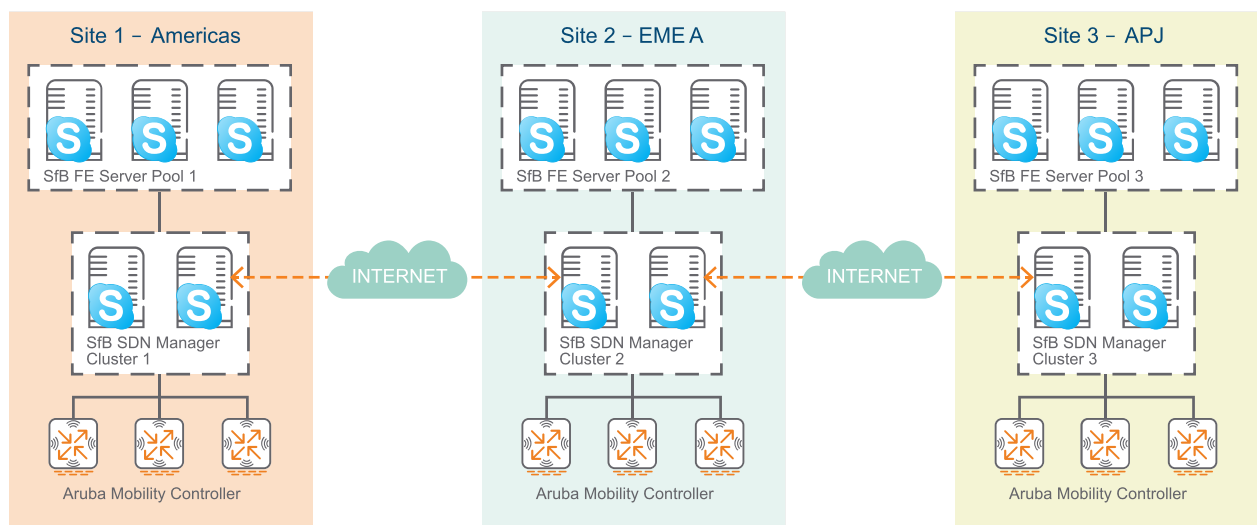 Site 1 – Americas
SfB FE Server Pool 1
SfB SDN Manager
Cluster 1
Aruba Mobility Controller
INTERNET
Site 2 – EMEA
SfB FE Server Pool 2
SfB SDN Manager
Cluster 2
Aruba Mobility Controller
INTERNET
Site 3 – APJ
SfB FE Server Pool 3
SfB SDN Manager
Cluster 3
Aruba Mobility Controller